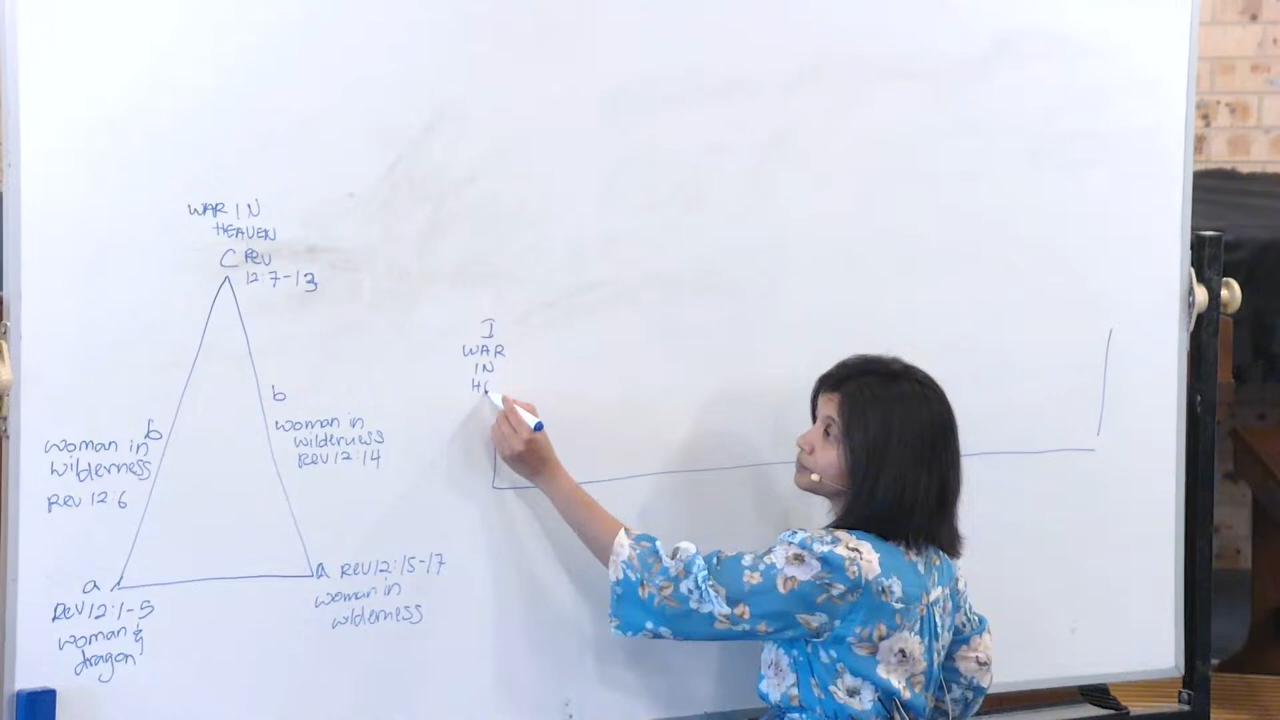 WAR IN
HEAVEN
C Rev
12:7-13
b
woman in
wilderness
Rev 12:14
b
woman in
wilderness
Rev 12:6
a
Rev 12:1-5
woman &
dragon
a Rev 12:15-17
woman in
wilderness
I
WAR
IN
HE